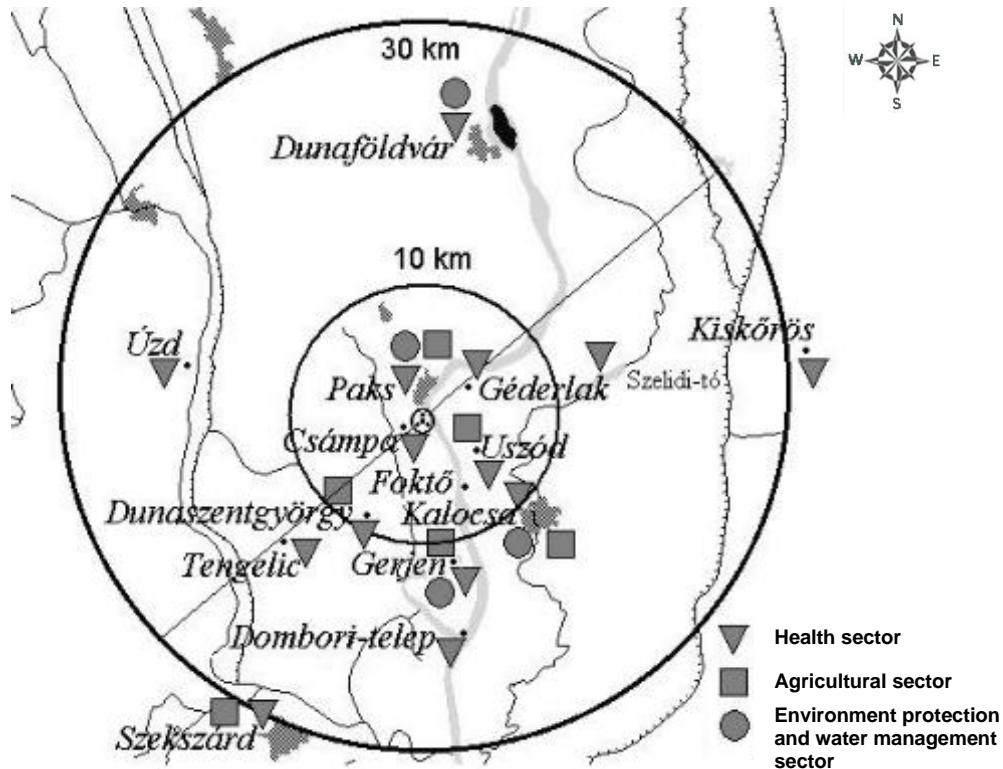 N
W E
S
30 km
Dunaföldvár
10 km
Kiskőrös
Úzd
Szelidi-tó
Paks
Géderlak
Csámpa
Uszód
Foktő
Dunaszentgyörgy
Kalocsa
Tengelic
Gerjen
Dombori-telep
Szekszárd
Health sector
Agricultural sector
Environment protection
and water management
sector